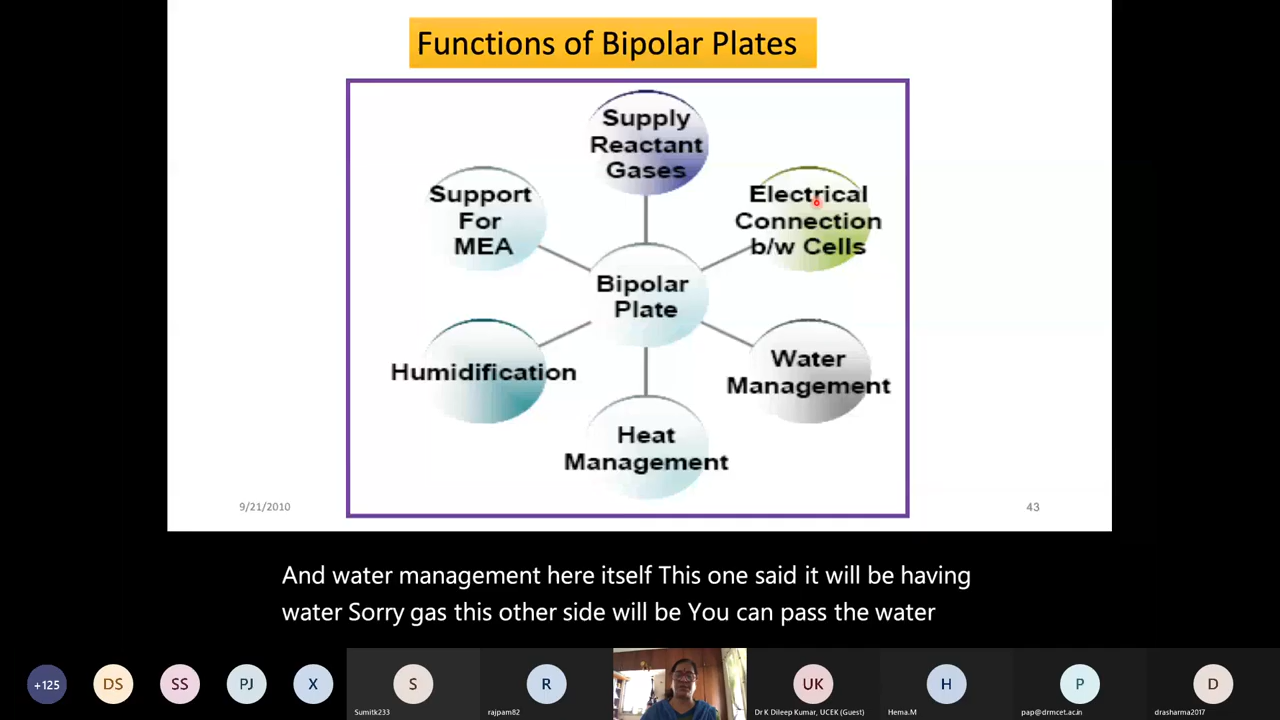 Functions of Bipolar Plates
Supply
Reactant
Gases
Support
For
MEA
Electrical
Connection
b/w Cells
Bipolar
Plate
Humidification
Water
Management
Heat
Management
9/21/2010
43
And water management here itself This one said it will be having
water Sorry gas this other side will be You can pass the water
+125
DS
SS
PJ
X
S
R
UK
H
P
D
Sumitk233
rajpam82
Dr K Dileep Kumar, UCEK (Guest)
Hema.M
pap@drmcet.ac.in
drasharma2017